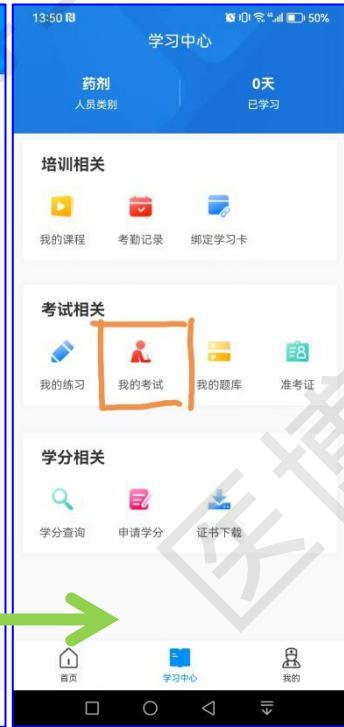 13:50 50%
学习中心
药剂 0天
人员类别 已学习
培训相关
我的课程 考勤记录 绑定学习卡
考试相关
我的练习 我的考试 我的题库 准考证
学分相关
学分查询 申请学分 证书下载
首页 学习中心 我的
医博